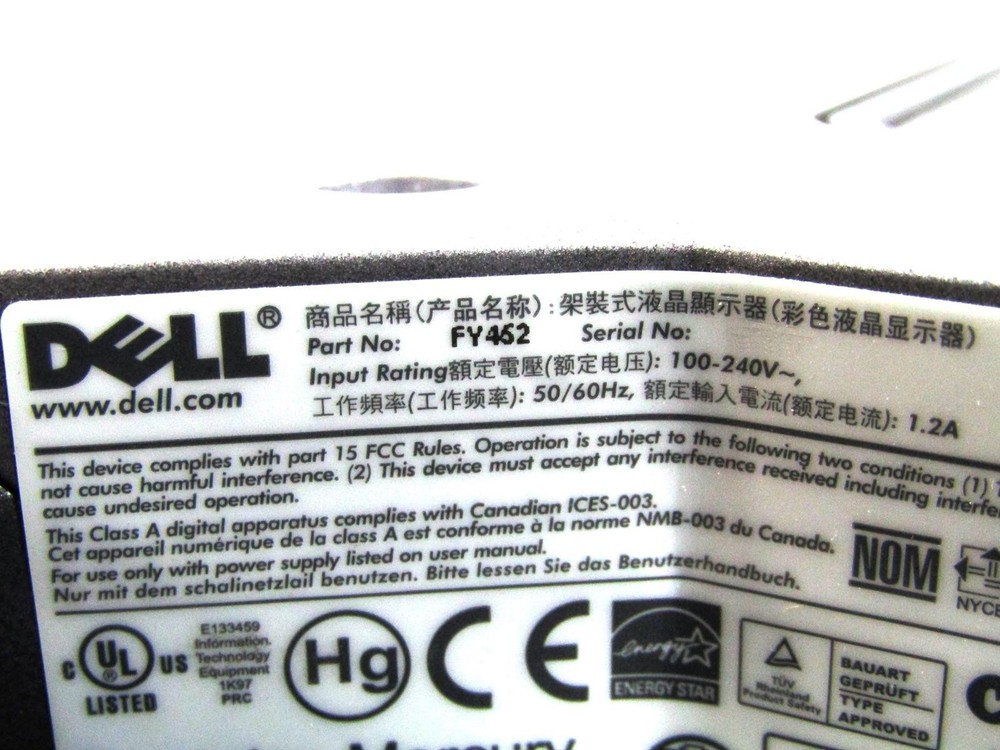 DELL®
www.dell.com
商品名稱(产品名称):架裝式液晶顯示器(彩色液晶显示器)
Part No: FY452 Serial No:
Input Rating額定電壓(额定电压): 100-240V~,
工作頻率(工作频率): 50/60Hz, 額定輸入電流(额定电流): 1.2A
This device complies with part 15 FCC Rules. Operation is subject to the following two conditions (1)
not cause harmful interference. (2) This device must accept any interference received including
cause undesired operation.
This Class A digital apparatus complies with Canadian ICES-003.
Cet appareil numérique de la class A est conforme à la norme NMB-003 du Canada.
For use only with power supply listed on user manual.
Nur mit dem schalinetzlail benutzen. Bitte lessen Sie das Benutzerhandbuch.
NOM
C UL® US
LISTED
E133459
Information
Technology
Equipment
1K97
PRC
Hg
CE
energy
ENERGY STAR
TÜV
Rheinland
Product Safety
BAUART
GEPRÜFT
TYPE
APPROVED
Mercury